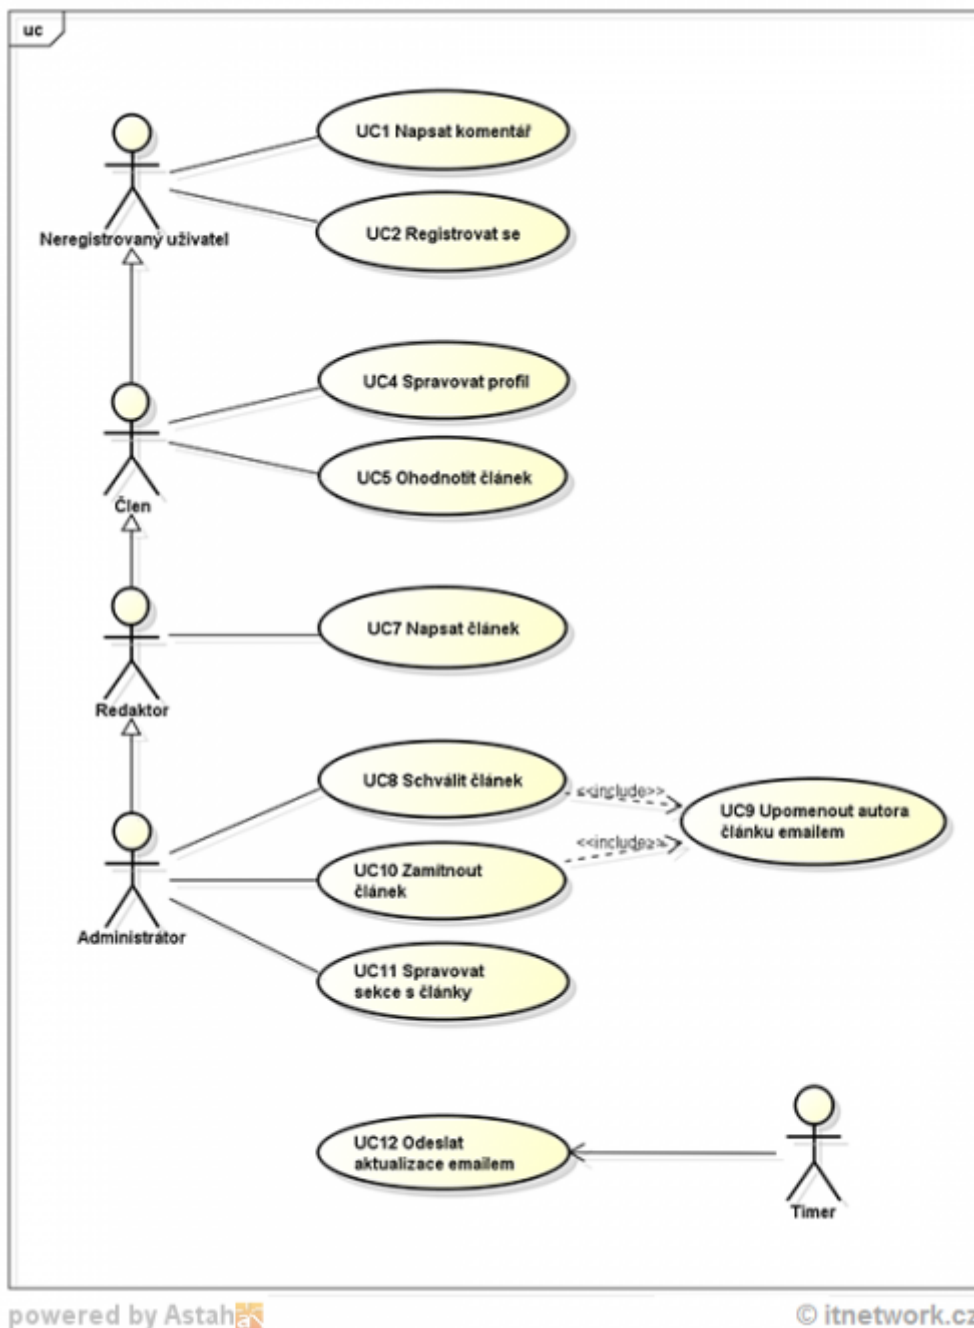 uc
UC1 Napsat komentář
UC2 Registrovat se
Neregistrovaný uživatel
UC4 Spravovat profil
UC5 Ohodnotit článek
Člen
UC7 Napsat článek
Redaktor
UC8 Schválit článek
<<include>>
UC9 Upomenout autora
článku emailem
<<include>>
UC10 Zamítnout
článek
Administrátor
UC11 Spravovat
sekce s články
UC12 Odeslat
aktualizace emailem
Timer
powered by Astah
© itnetwork.cz